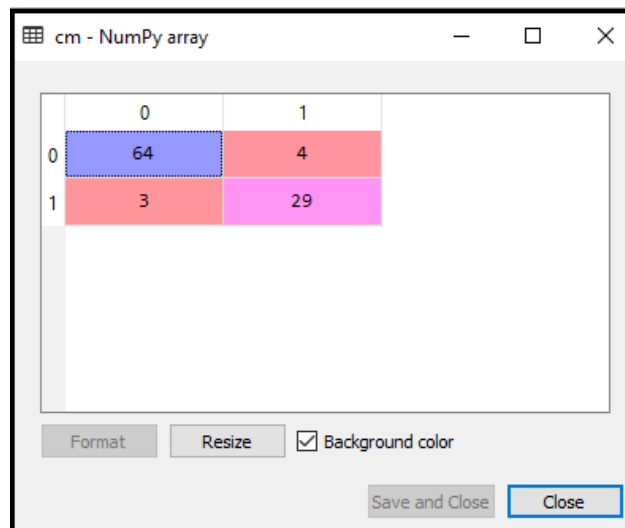 cm - NumPy array
0 1
0 64 4
1 3 29
Format Resize Background color
Save and Close Close